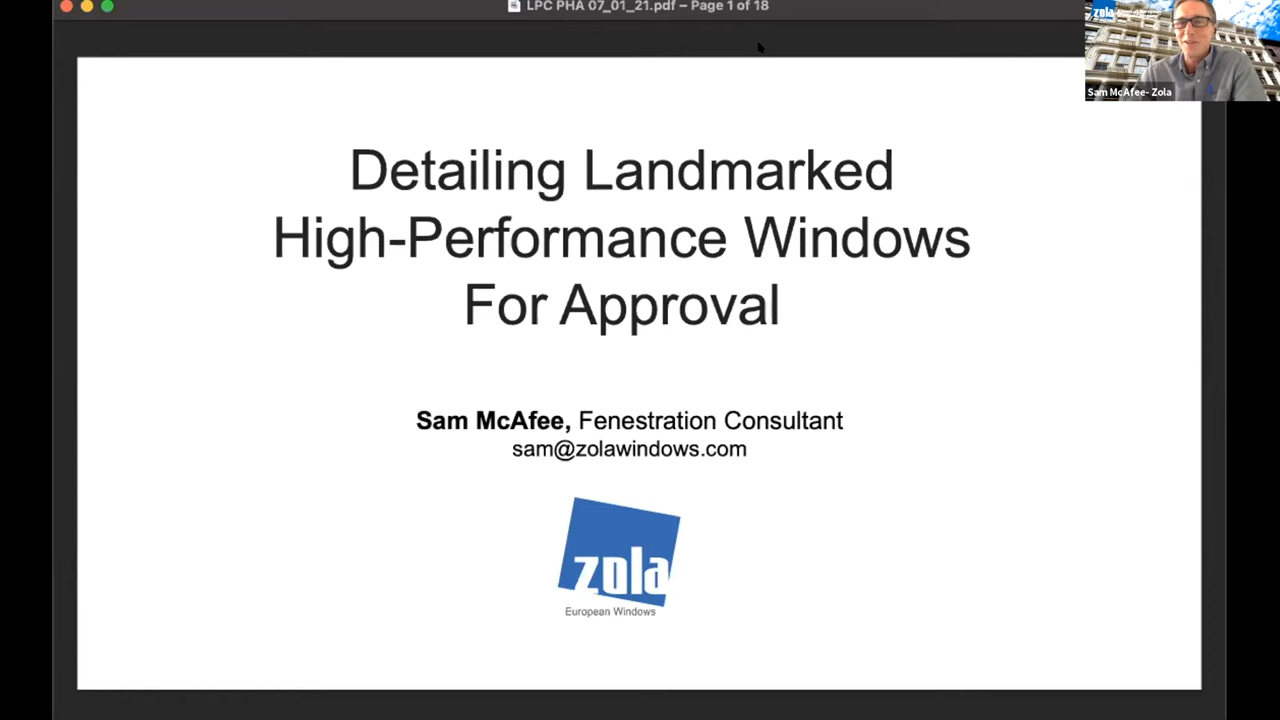 LPC PHA 07_01_21.pdf – Page 1 of 18
zola
Sam McAfee- Zola
Detailing Landmarked
High-Performance Windows
For Approval
Sam McAfee, Fenestration Consultant
sam@zolawindows.com
zola
European Windows